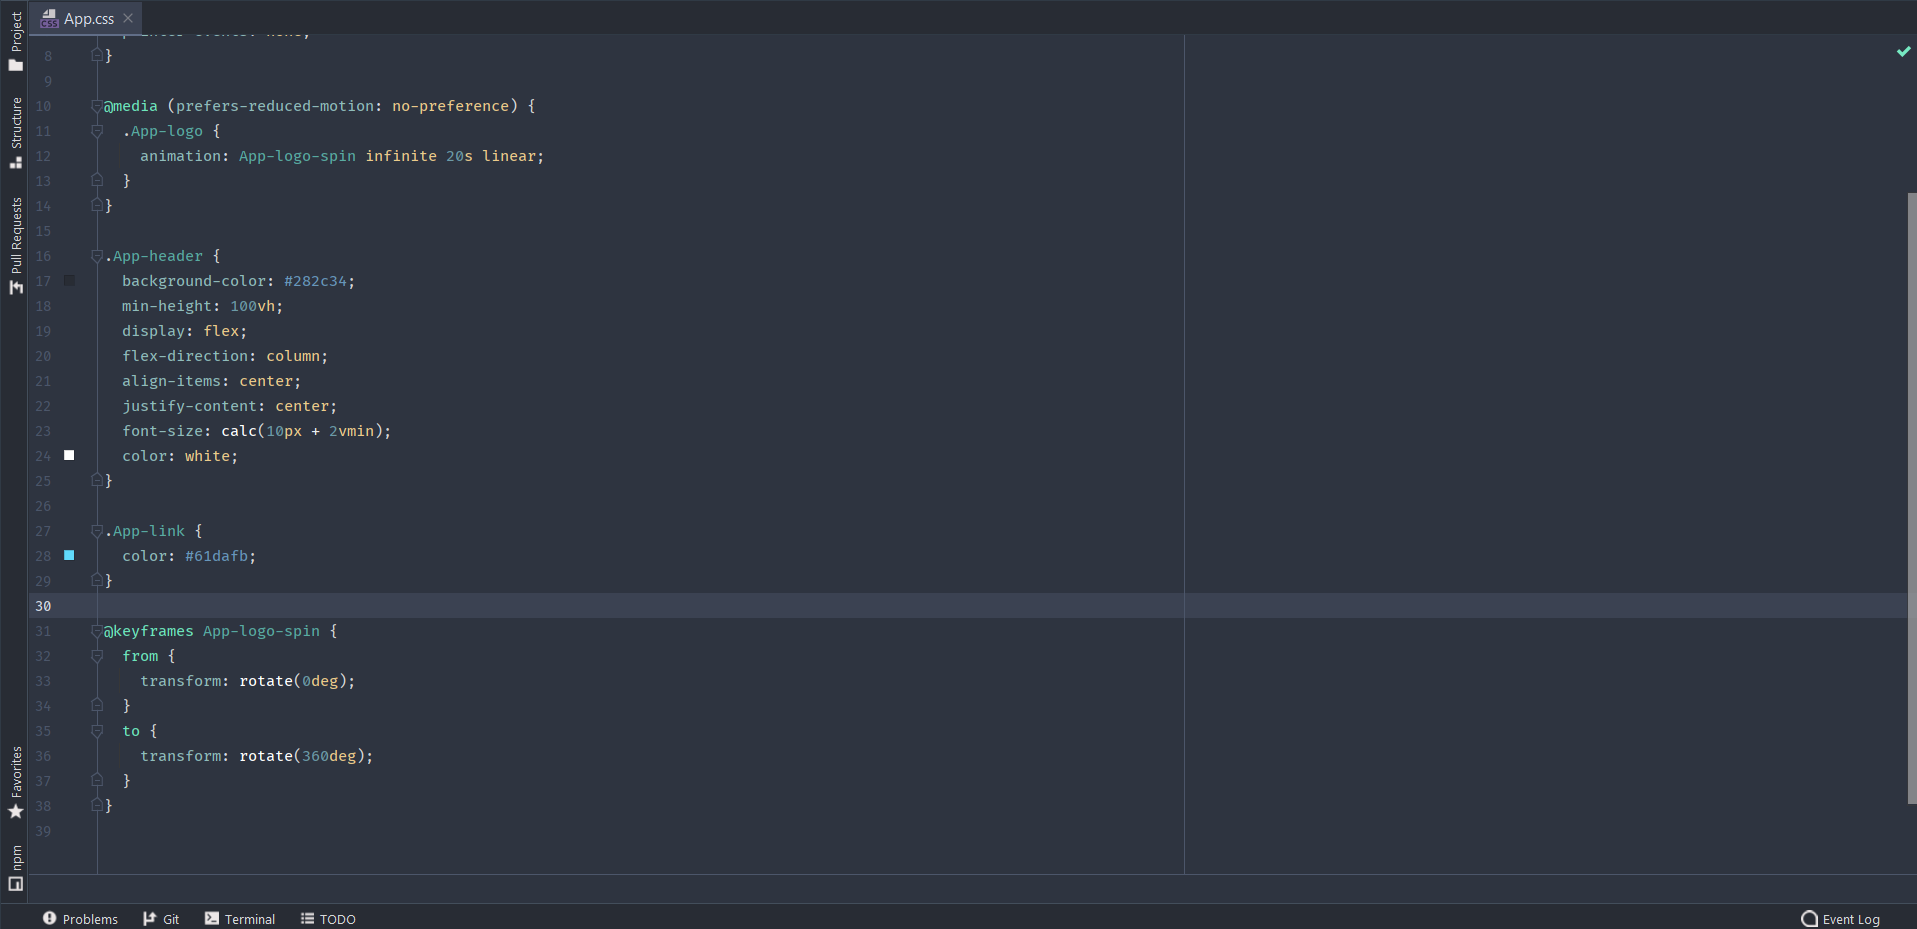 Project
Structure
Pull Requests
Favorites
npm
App.css
8 }
9
10 @media (prefers-reduced-motion: no-preference) {
11 .App-logo {
12 animation: App-logo-spin infinite 20s linear;
13 }
14 }
15
16 .App-header {
17 background-color: #282c34;
18 min-height: 100vh;
19 display: flex;
20 flex-direction: column;
21 align-items: center;
22 justify-content: center;
23 font-size: calc(10px + 2vmin);
24 color: white;
25 }
26
27 .App-link {
28 color: #61dafb;
29 }
30
31 @keyframes App-logo-spin {
32 from {
33 transform: rotate(0deg);
34 }
35 to {
36 transform: rotate(360deg);
37 }
38 }
39
Problems Git Terminal TODO Event Log